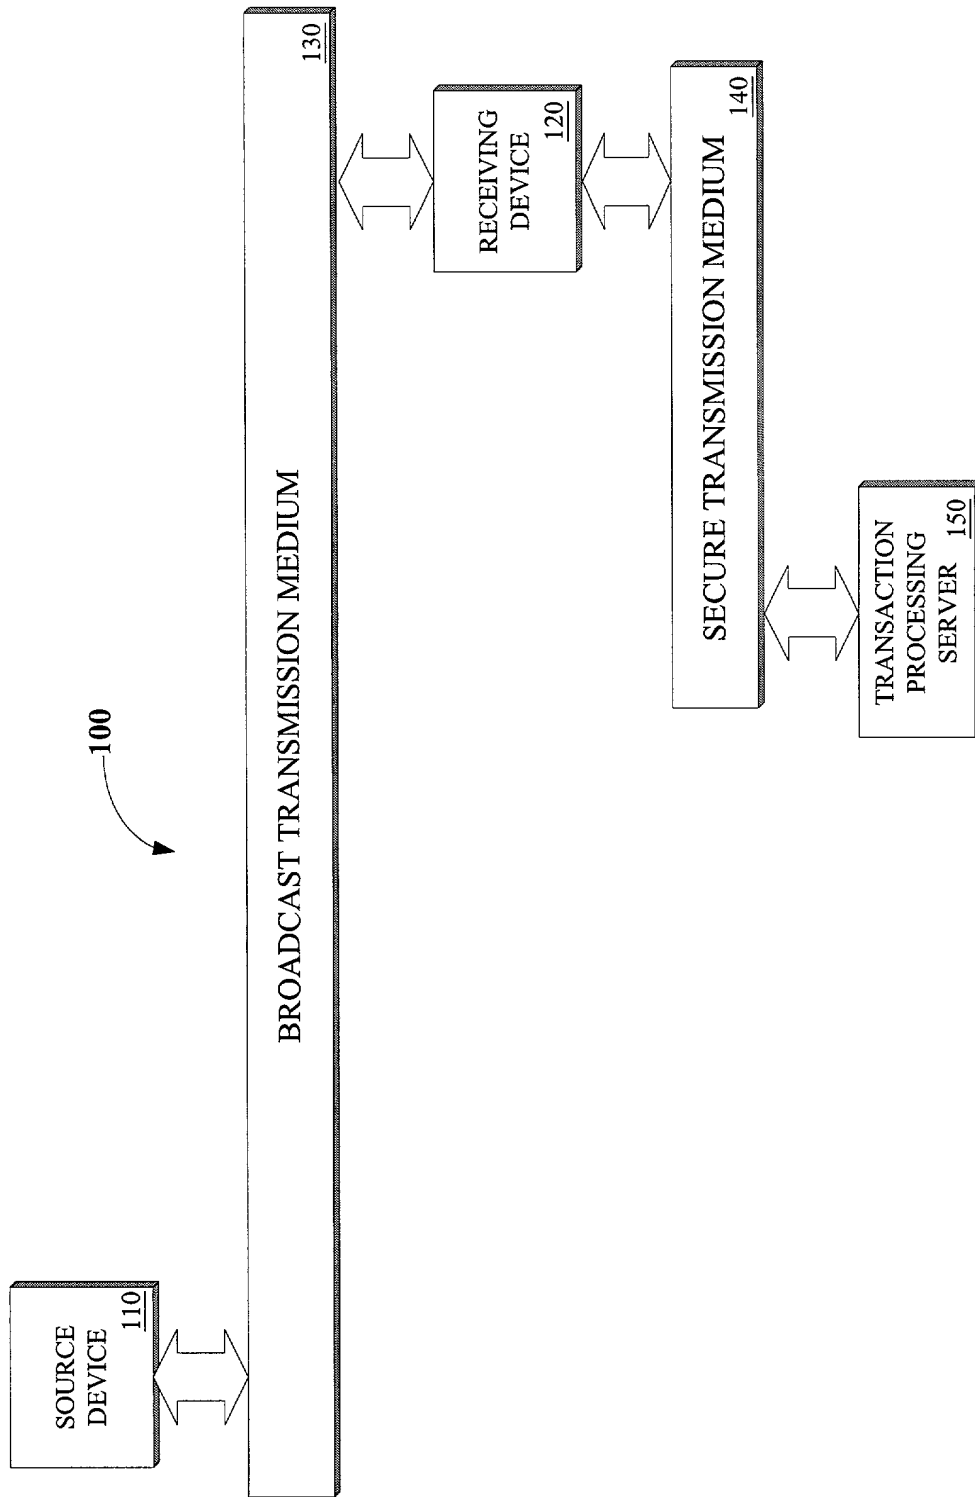 100
SOURCE
DEVICE
110
BROADCAST TRANSMISSION MEDIUM
130
RECEIVING
DEVICE
120
SECURE TRANSMISSION MEDIUM
140
TRANSACTION
PROCESSING
SERVER
150